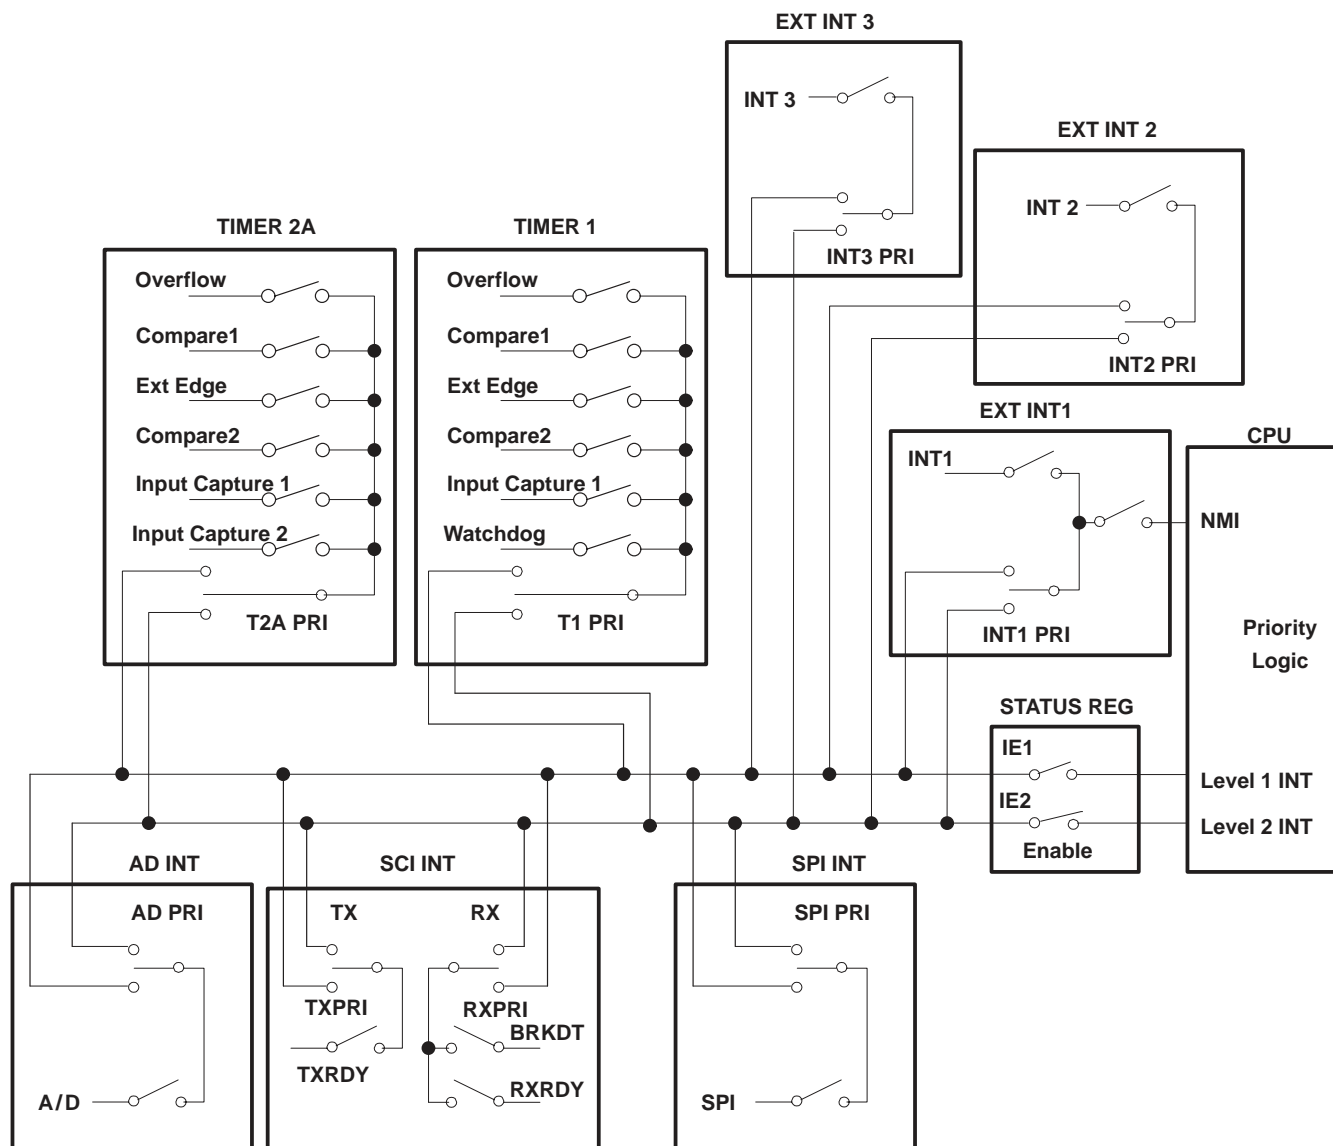 EXT INT 3
INT 3
INT3 PRI
EXT INT 2
INT 2
INT2 PRI
TIMER 2A
Overflow
Compare1
Ext Edge
Compare2
Input Capture 1
Input Capture 2
T2A PRI
TIMER 1
Overflow
Compare1
Ext Edge
Compare2
Input Capture 1
Watchdog
T1 PRI
EXT INT1
INT1
INT1 PRI
CPU
NMI
Priority
Logic
Level 1 INT
Level 2 INT
STATUS REG
IE1
IE2
Enable
AD INT
AD PRI
A/D
SCI INT
TX
RX
TXPRI
RXPRI
BRKDT
TXRDY
RXRDY
SPI INT
SPI PRI
SPI